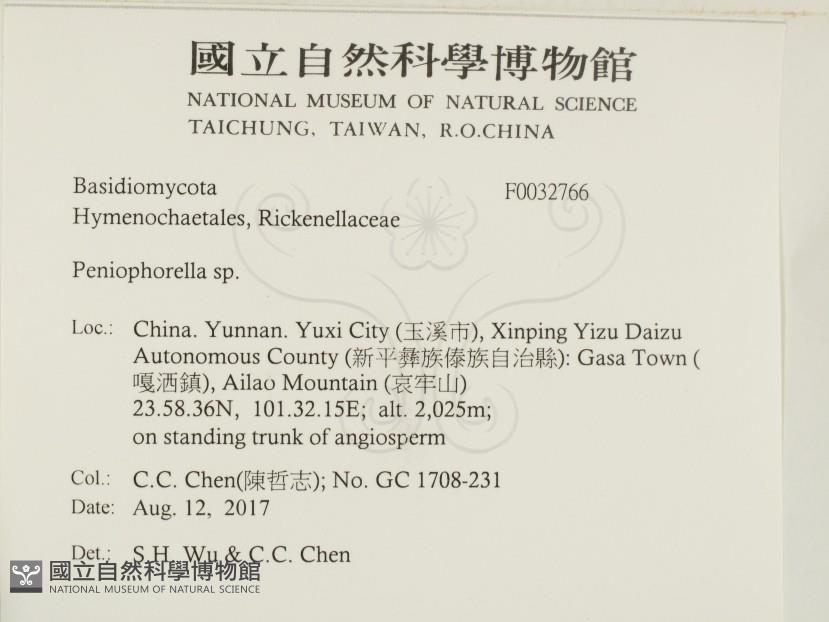 國立自然科學博物館
NATIONAL MUSEUM OF NATURAL SCIENCE
TAICHUNG, TAIWAN, R.O.CHINA
Basidiomycota F0032766
Hymenochaetales, Rickenellaceae
Peniophorella sp.
Loc.: China. Yunnan. Yuxi City (玉溪市), Xinping Yizu Daizu
Autonomous County (新平彝族傣族自治縣): Gasa Town (
嘎洒鎮), Ailao Mountain (哀牢山)
23.58.36N, 101.32.15E; alt. 2,025m;
on standing trunk of angiosperm
Col.: C.C. Chen(陳哲志); No. GC 1708-231
Date: Aug. 12, 2017
Det.: S.H. Wu & C.C. Chen
國立自然科學博物館
NATIONAL MUSEUM OF NATURAL SCIENCE